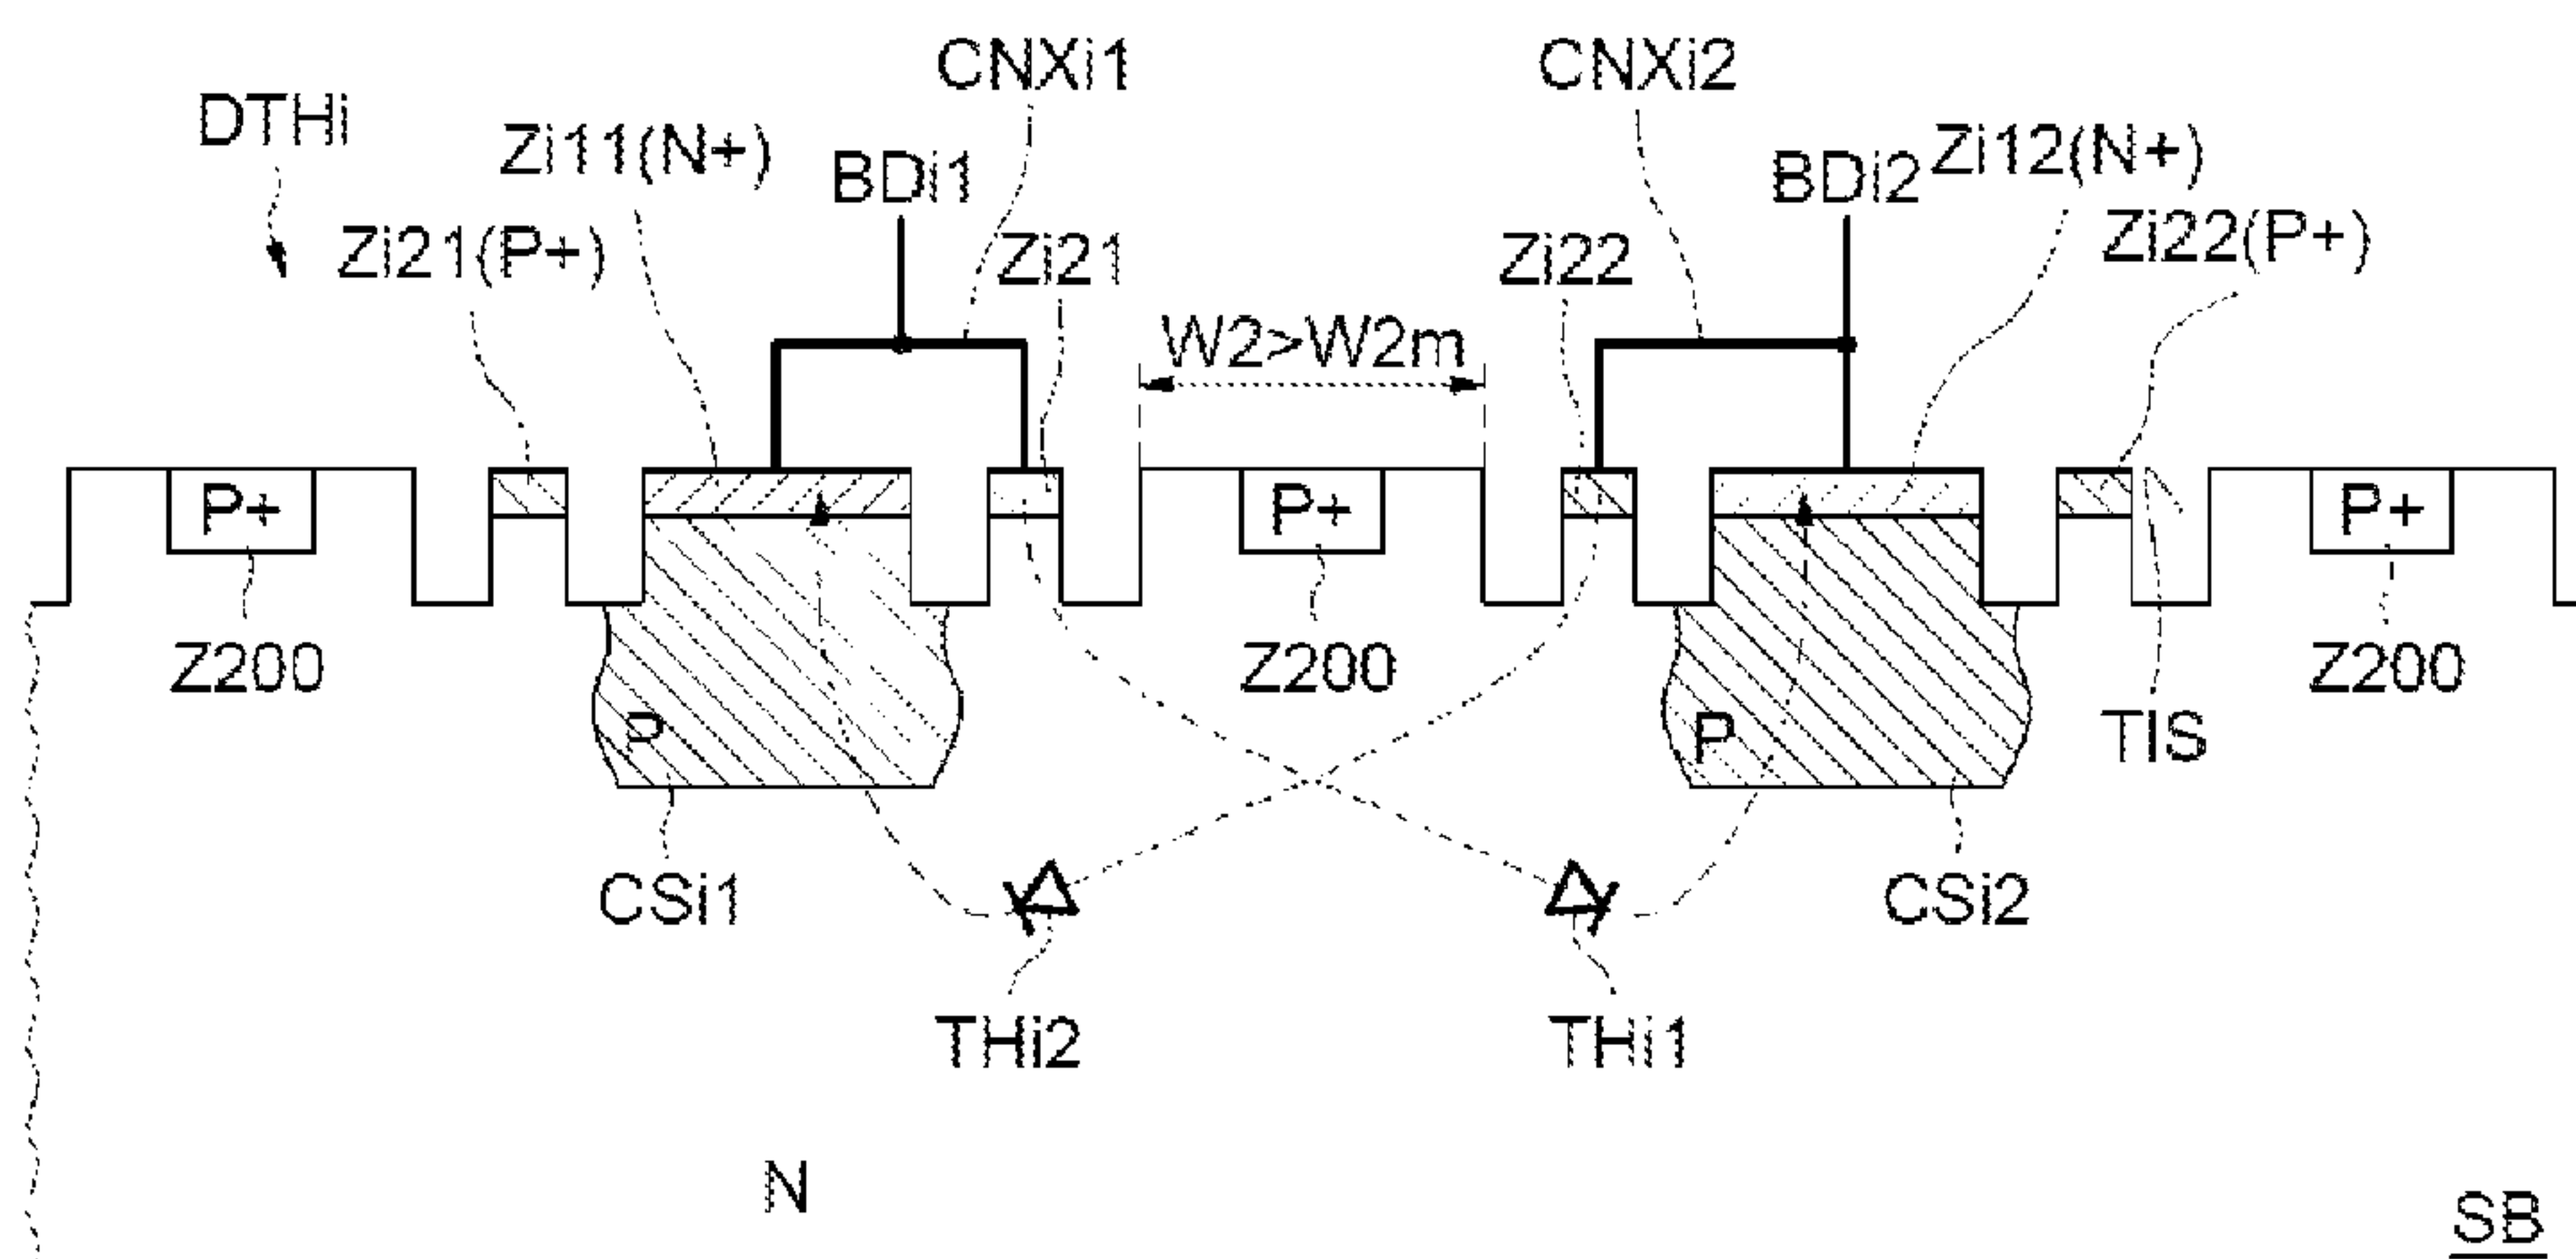 CNXi1
CNXi2
DTHi
Zi11(N+)
BDi1
BDi2
Zi12(N+)
Zi21(P+)
Zi21
Zi22
Zi22(P+)
W2>W2m
P+
P+
P+
Z200
Z200
Z200
P
P
TIS
CSi1
CSi2
THi2
THi1
N
SB